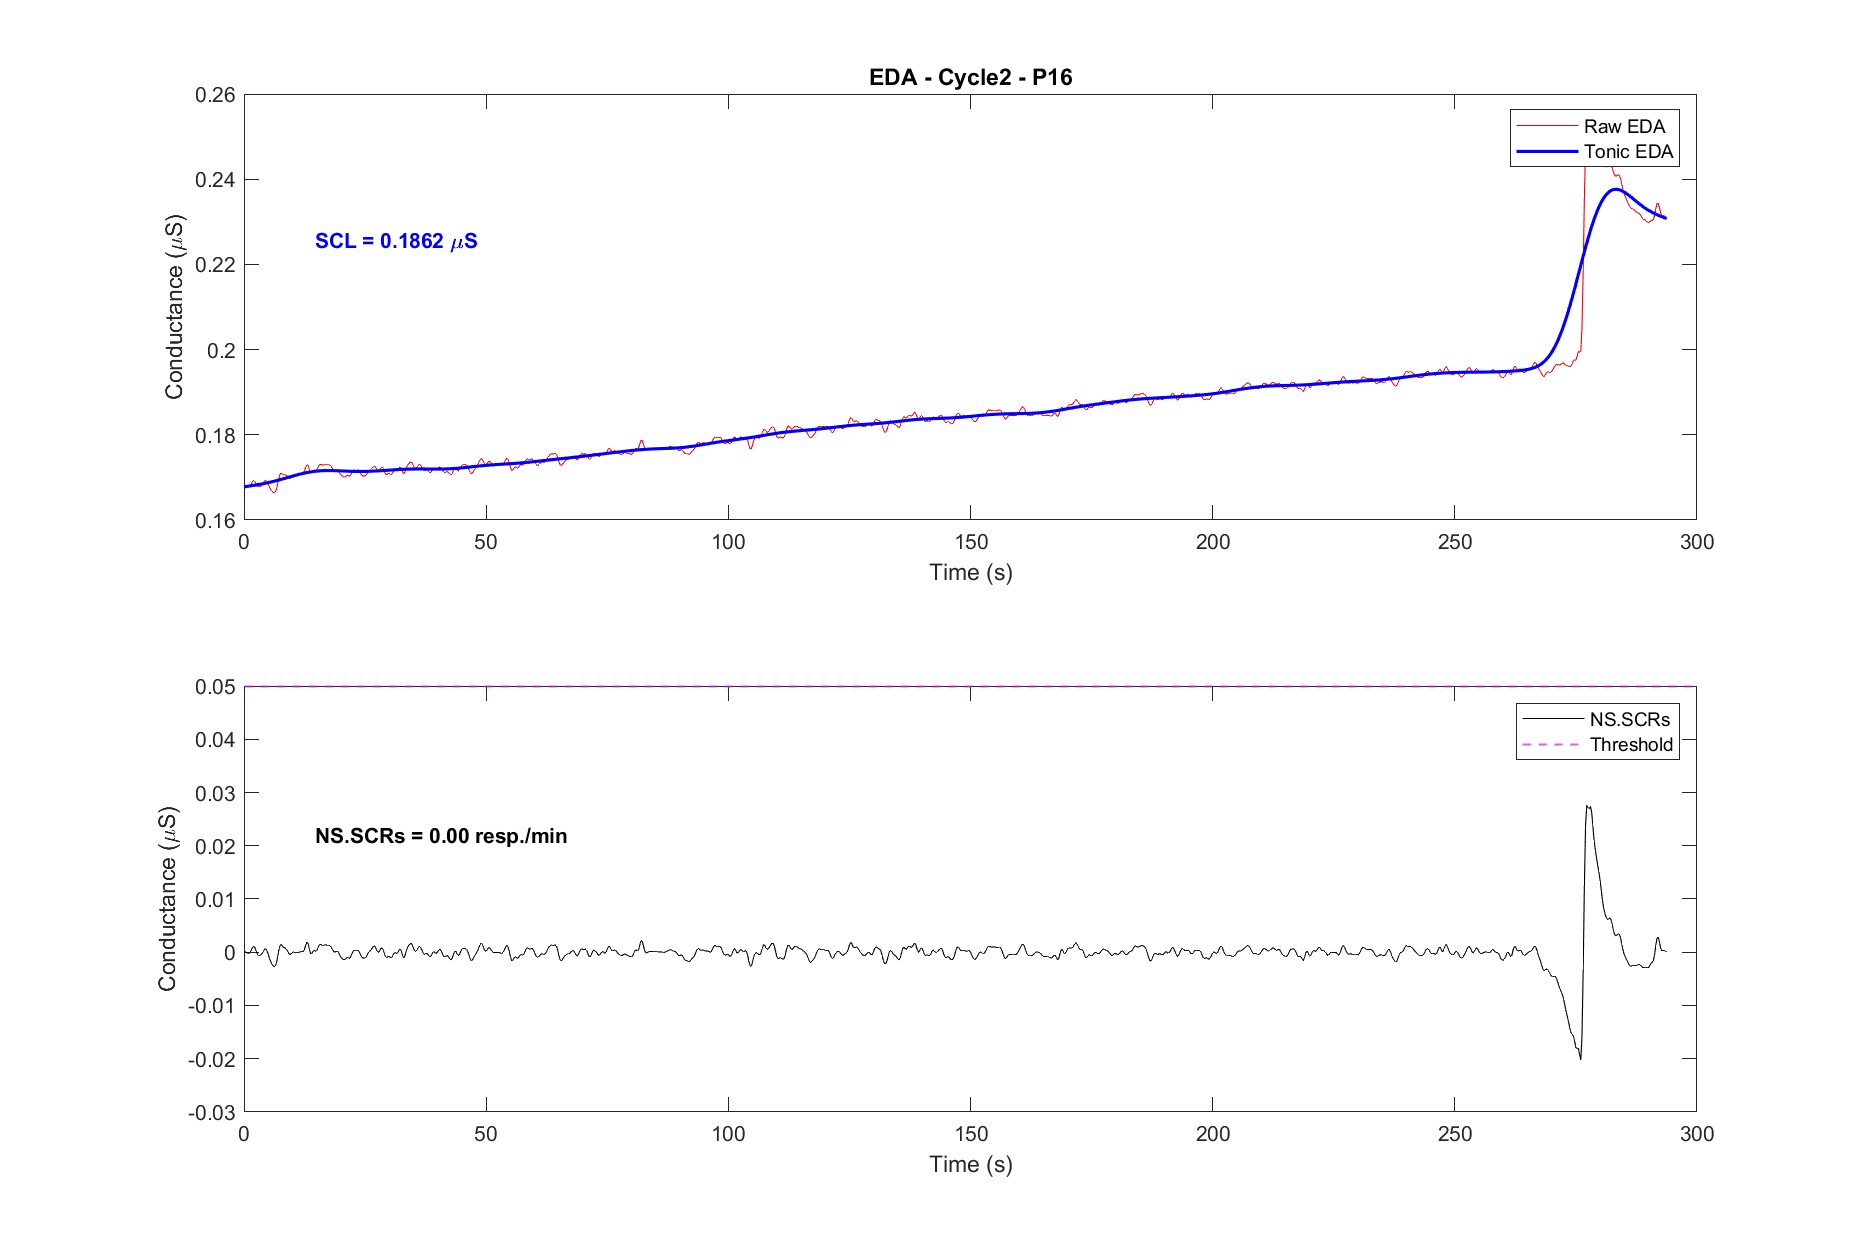 EDA - Cycle2 - P16
0.26
0.24
0.22
0.2
0.18
0.16
Conductance (μS)
Raw EDA
Tonic EDA
SCL = 0.1862 μS
0 50 100 150 200 250 300
Time (s)
0.05
0.04
0.03
0.02
0.01
0
-0.01
-0.02
-0.03
Conductance (μS)
NS.SCRs
Threshold
NS.SCRs = 0.00 resp./min
0 50 100 150 200 250 300
Time (s)